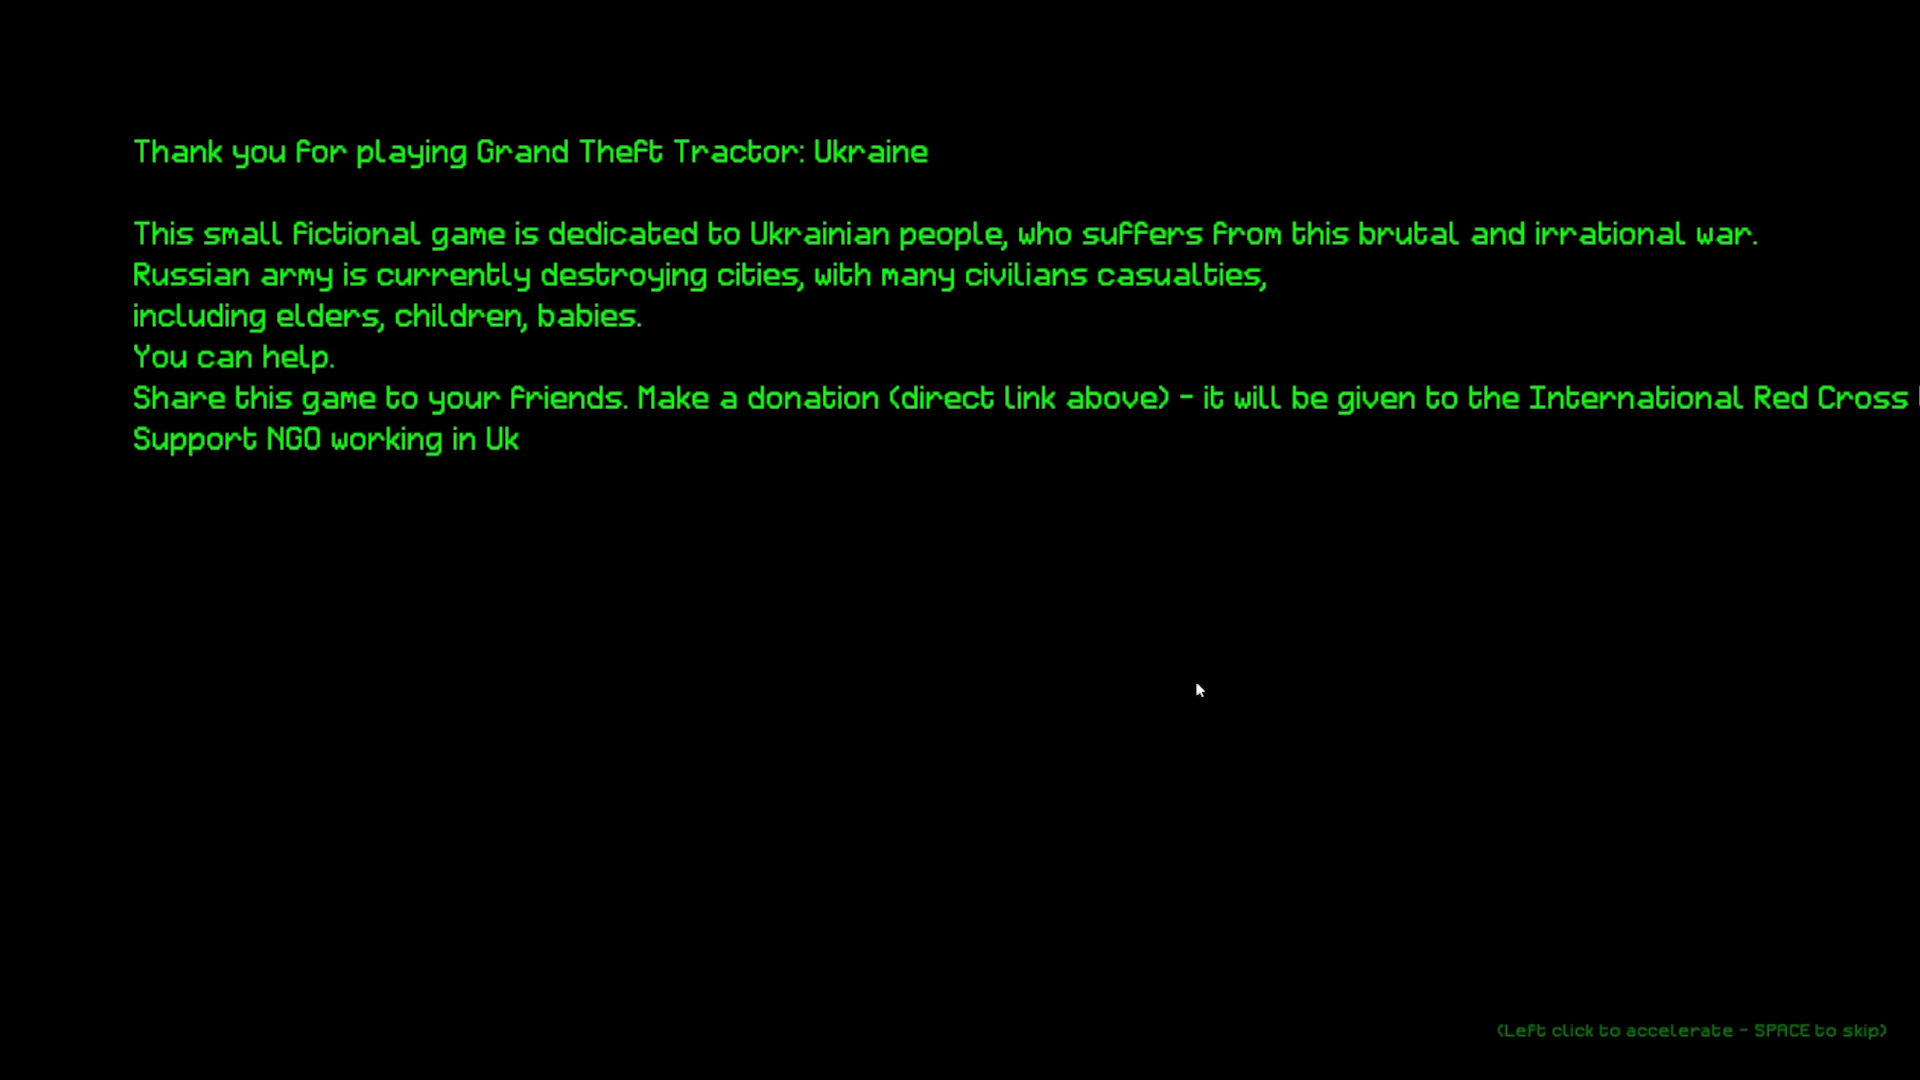 Thank you for playing Grand Theft Tractor: Ukraine
This small fictional game is dedicated to Ukrainian people, who suffers from this brutal and irrational war.
Russian army is currently destroying cities, with many civilians casualties,
including elders, children, babies.
You can help.
Share this game to your friends. Make a donation (direct link above) - it will be given to the International Red Cross
Support NGO working in Uk
(Left click to accelerate - SPACE to skip)